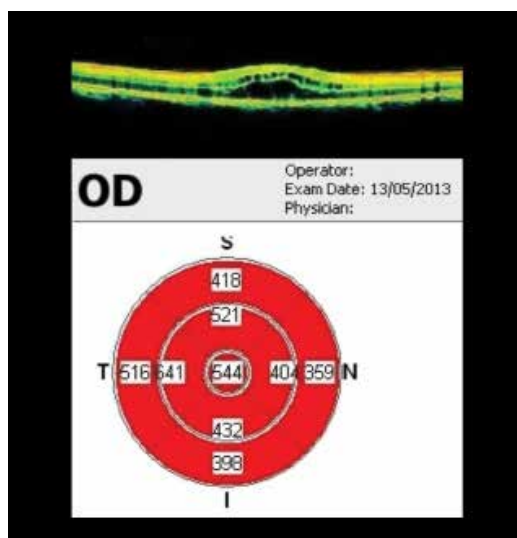 OD
Operator:
Exam Date: 13/05/2013
Physician:
S
418
521
T 516 641 544 404 359 N
432
398
I